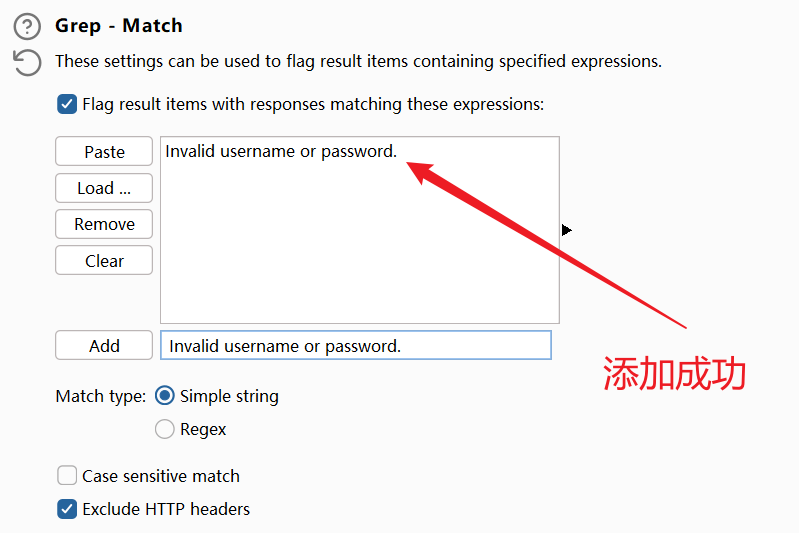 Grep - Match
These settings can be used to flag result items containing specified expressions.
Flag result items with responses matching these expressions:
Paste
Invalid username or password.
Load ...
Remove
Clear
Add
Invalid username or password.
添加成功
Match type:
Simple string
Regex
Case sensitive match
Exclude HTTP headers